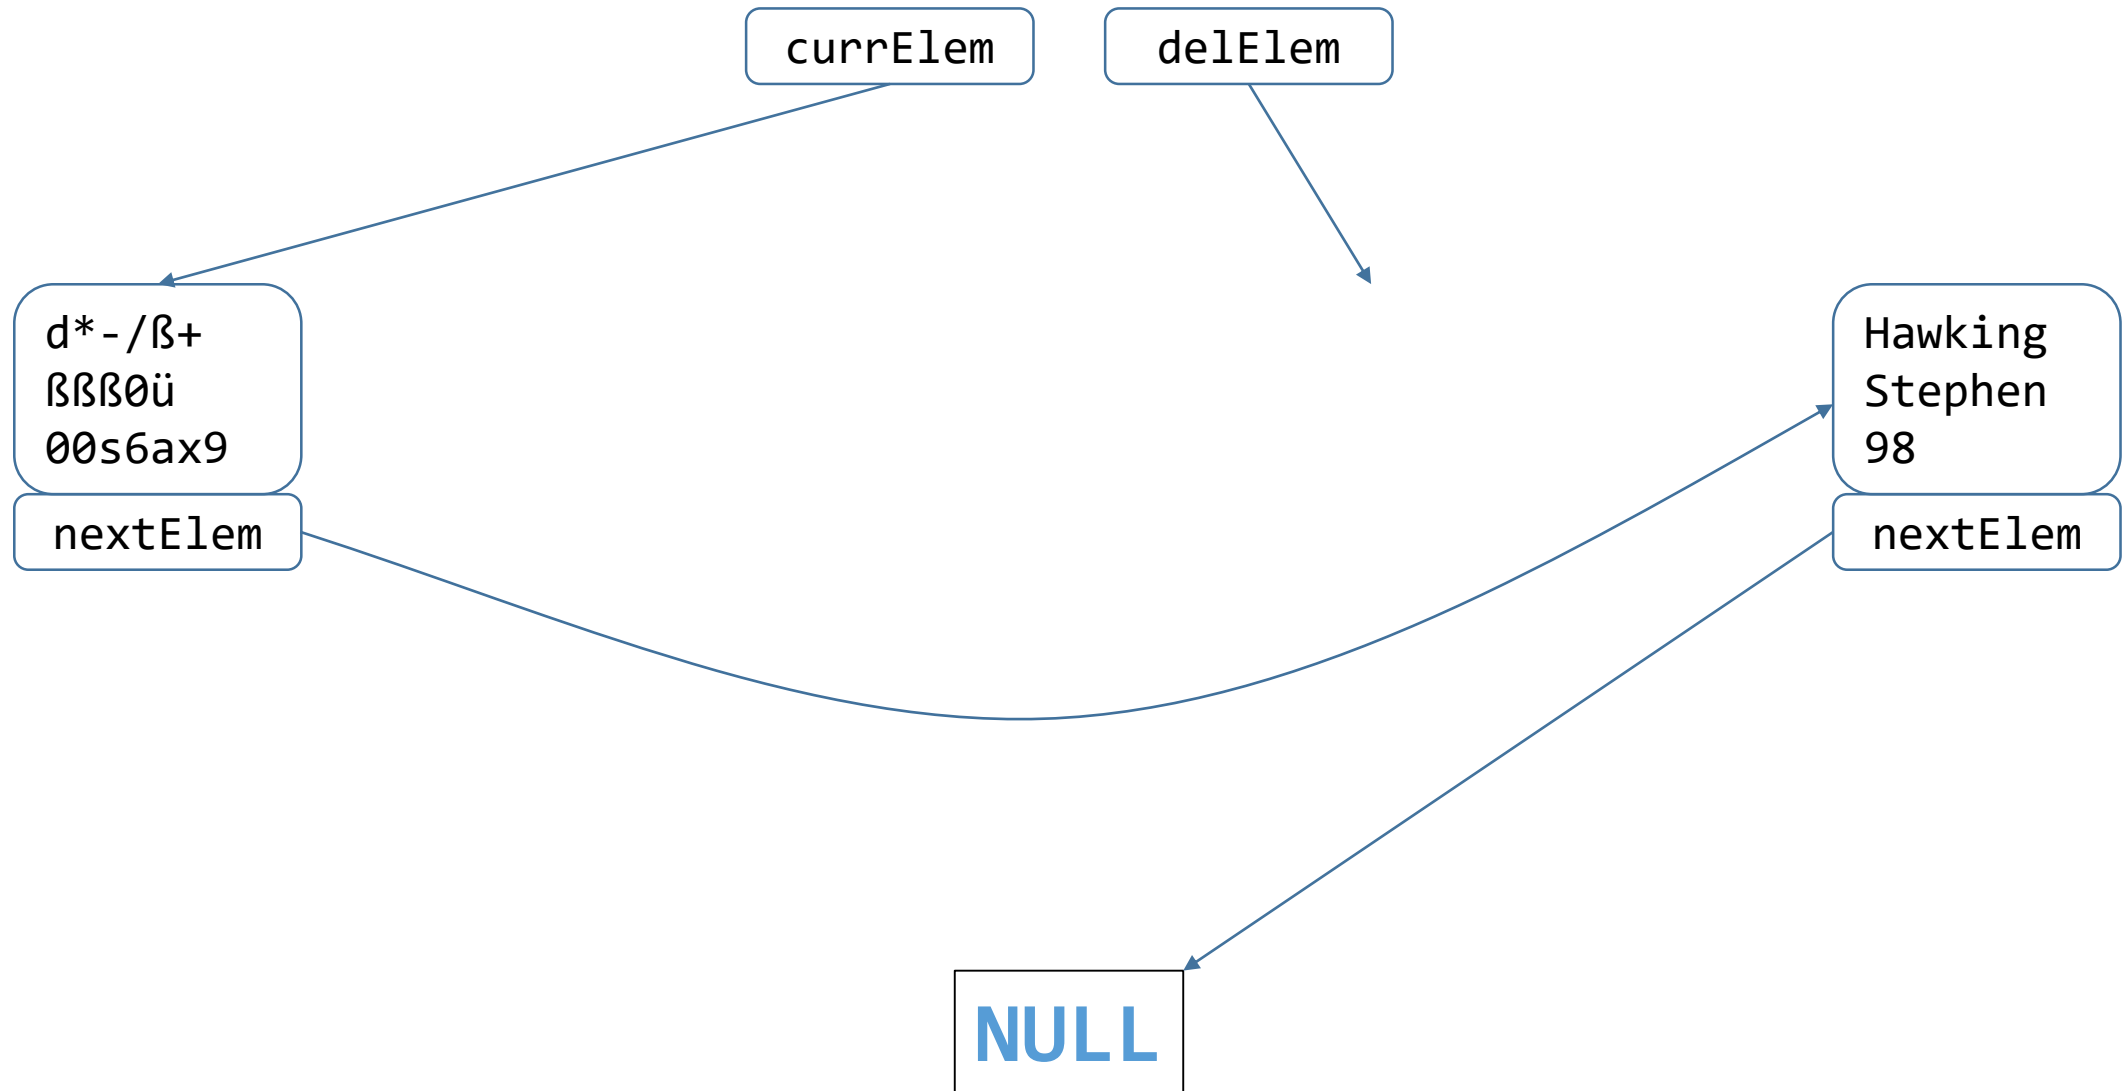 currElem
delElem
d*-/ß+
ßßß0ü
00s6ax9
nextElem
Hawking
Stephen
98
nextElem
NULL